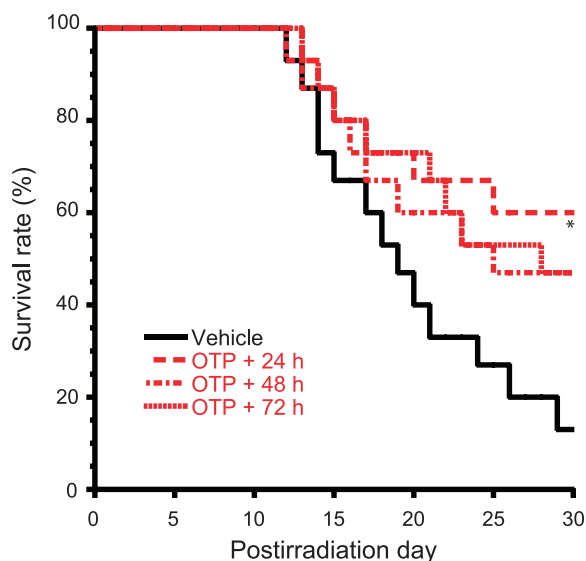 100
80
60
40
20
0
Survival rate (%)
*
Vehicle
OTP + 24 h
OTP + 48 h
OTP + 72 h
0 5 10 15 20 25 30
Postirradiation day